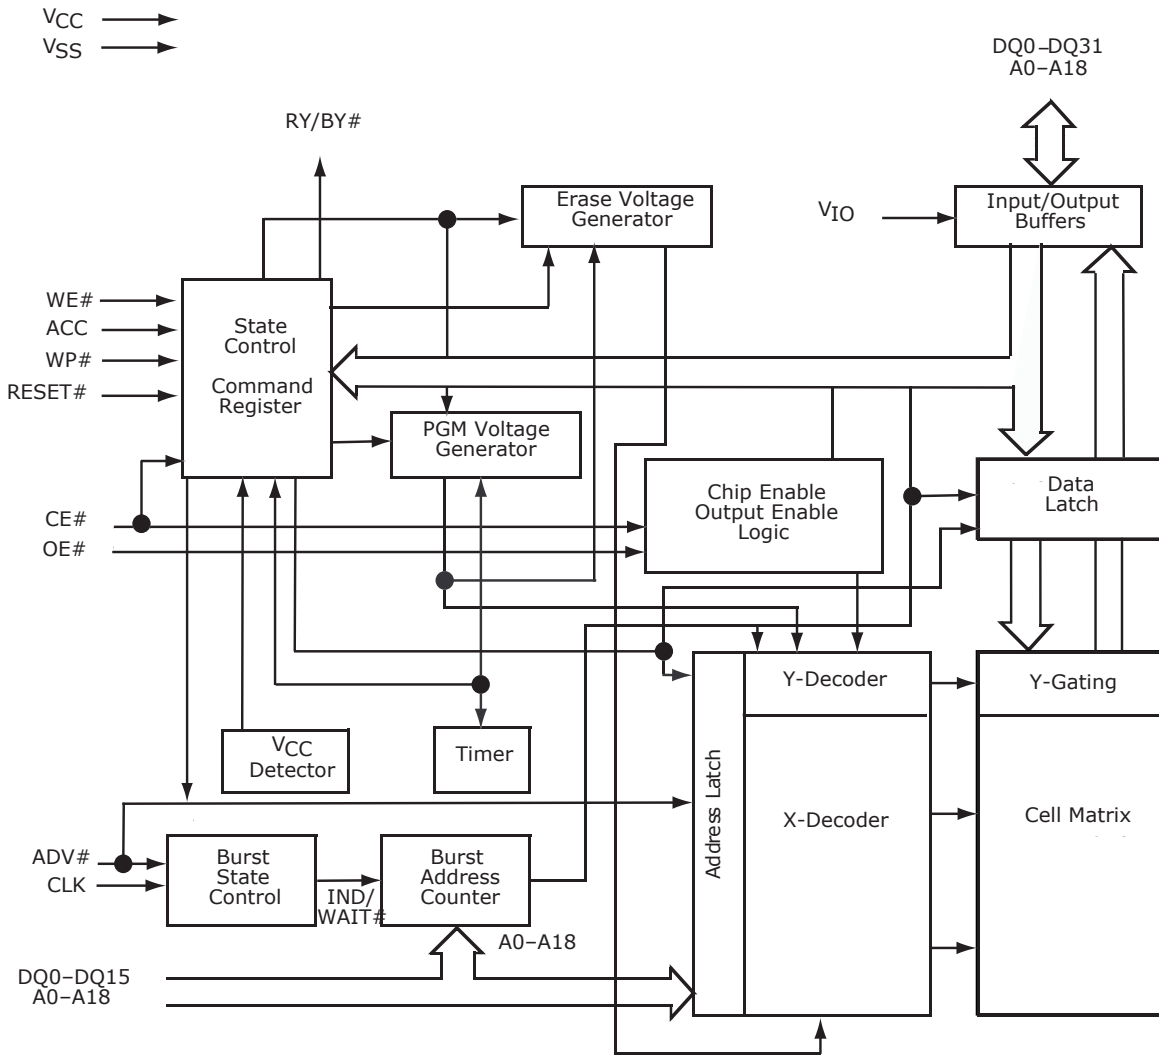 VCC
VSS
DQ0–DQ31
A0–A18
RY/BY#
Erase Voltage
Generator
VIO
Input/Output
Buffers
WE#
ACC
WP#
RESET#
State
Control
Command
Register
PGM Voltage
Generator
Chip Enable
Output Enable
Logic
Data
Latch
CE#
OE#
Y-Decoder
Y-Gating
VCC
Detector
Timer
Address Latch
X-Decoder
Cell Matrix
ADV#
CLK
Burst
State
Control
IND/
WAIT#
Burst
Address
Counter
A0–A18
DQ0–DQ15
A0–A18